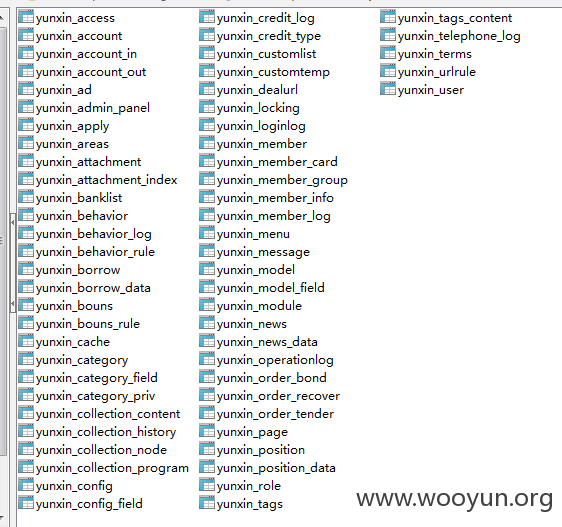 yunxin_access
yunxin_account
yunxin_account_in
yunxin_account_out
yunxin_ad
yunxin_admin_panel
yunxin_apply
yunxin_areas
yunxin_attachment
yunxin_attachment_index
yunxin_banklist
yunxin_behavior
yunxin_behavior_log
yunxin_behavior_rule
yunxin_borrow
yunxin_borrow_data
yunxin_bouns
yunxin_bouns_rule
yunxin_cache
yunxin_category
yunxin_category_field
yunxin_category_priv
yunxin_collection_content
yunxin_collection_history
yunxin_collection_node
yunxin_collection_program
yunxin_config
yunxin_config_field
yunxin_credit_log
yunxin_credit_type
yunxin_customlist
yunxin_customtemp
yunxin_dealurl
yunxin_locking
yunxin_loginlog
yunxin_member
yunxin_member_card
yunxin_member_group
yunxin_member_info
yunxin_member_log
yunxin_menu
yunxin_message
yunxin_model
yunxin_model_field
yunxin_module
yunxin_news
yunxin_news_data
yunxin_operationlog
yunxin_order_bond
yunxin_order_recover
yunxin_order_tender
yunxin_page
yunxin_position
yunxin_position_data
yunxin_role
yunxin_tags
yunxin_tags_content
yunxin_telephone_log
yunxin_terms
yunxin_urlrule
yunxin_user
www.wooyun.org